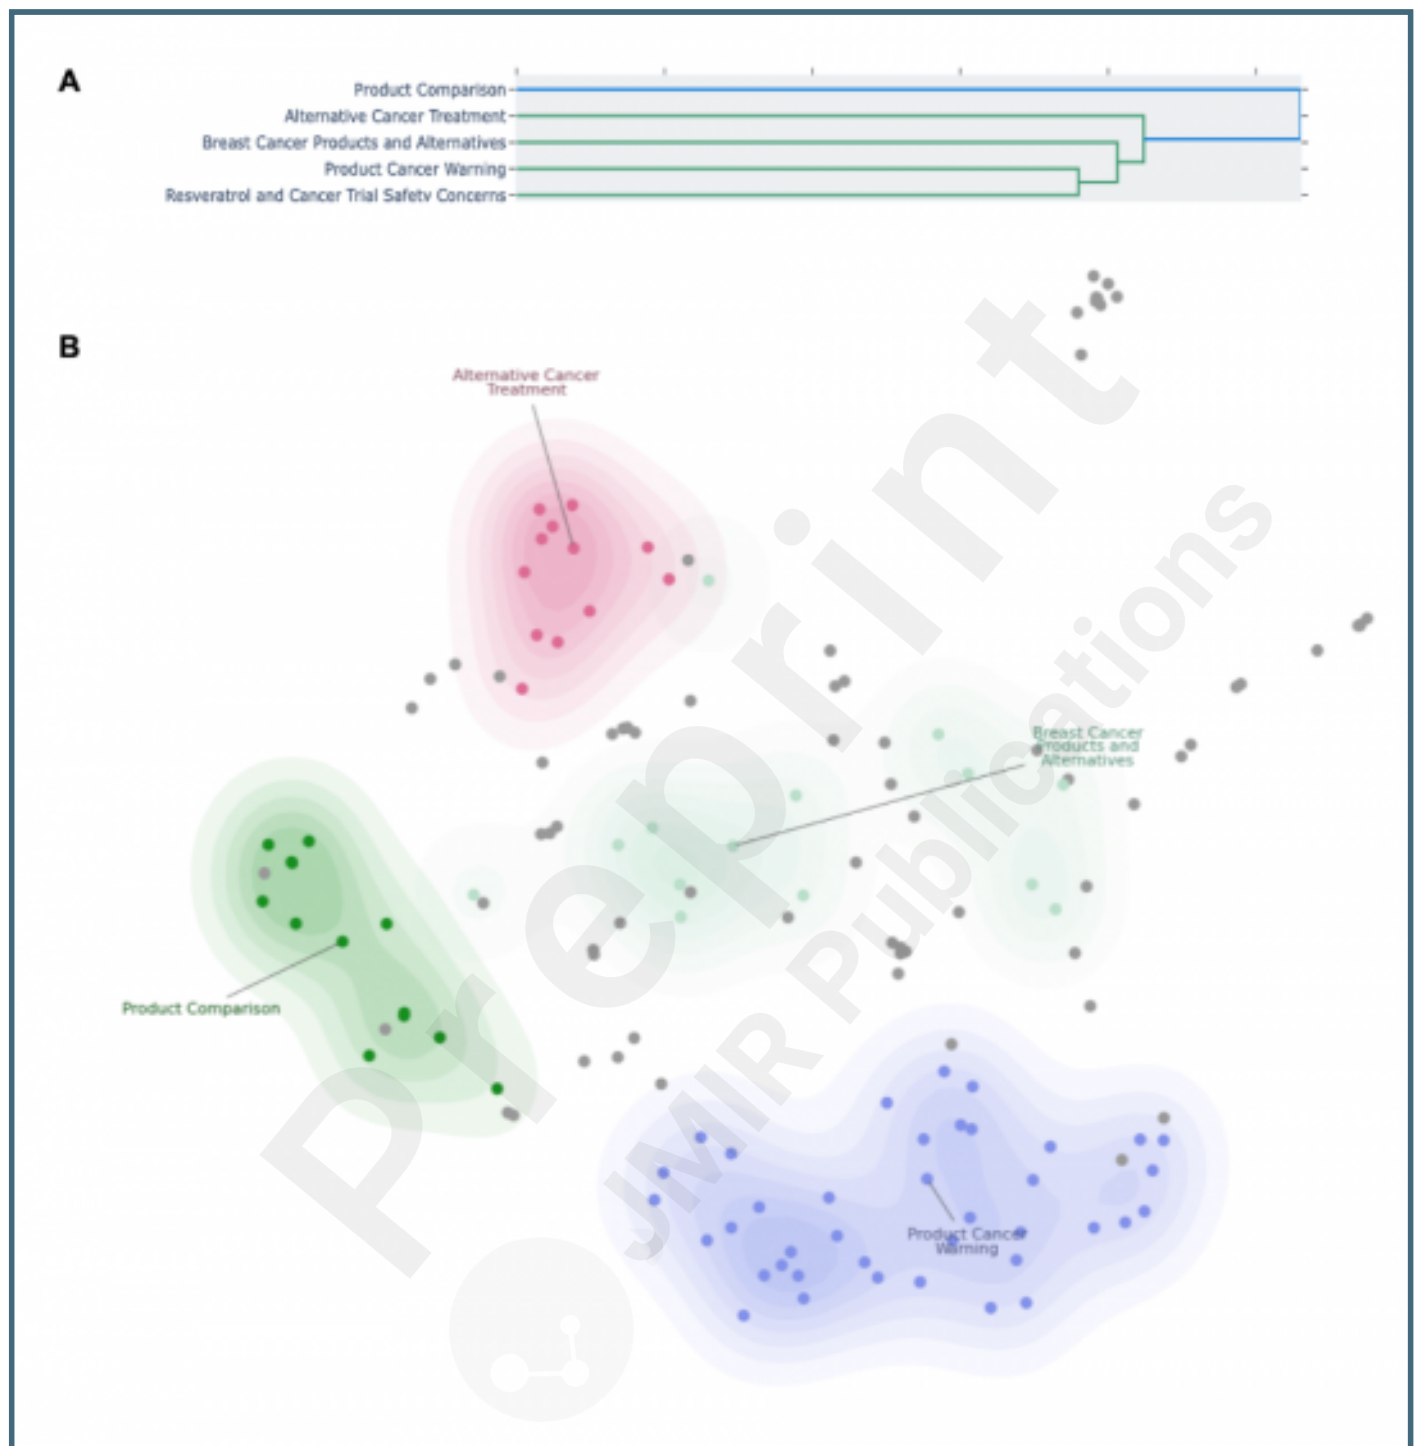 A
Product Comparison
Alternative Cancer Treatment
Breast Cancer Products and Alternatives
Product Cancer Warning
Resveratrol and Cancer Trial Safety Concerns
B
Alternative Cancer
Treatment
Breast Cancer
Products and
Alternatives
Product Comparison
Product Cancer
Warning
Preprint
JMIR Publications